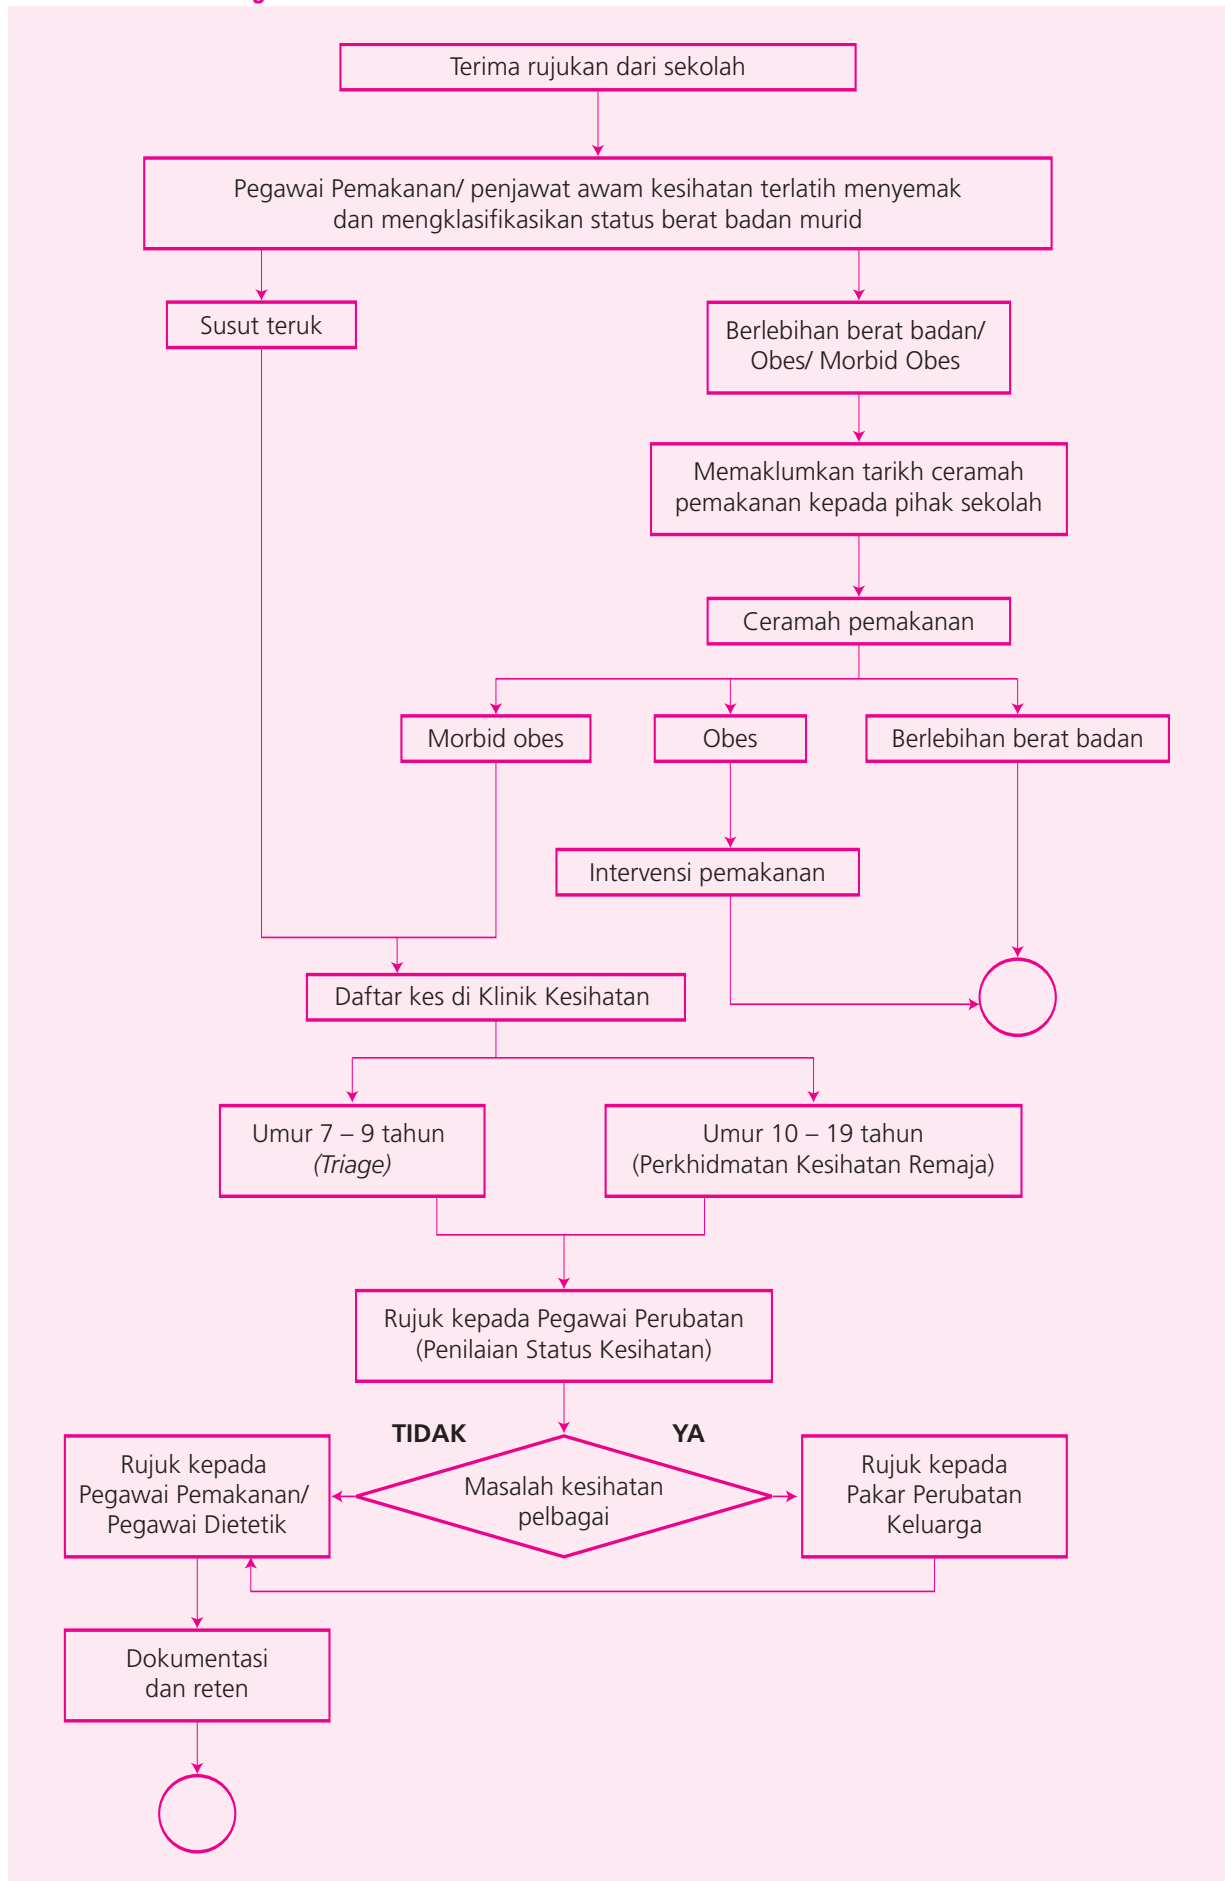 Terima rujukan dari sekolah
Pegawai Pemakanan/ penjawat awam kesihatan terlatih menyemak
dan mengklasifikasikan status berat badan murid
Susut teruk
Berlebihan berat badan/
Obes/ Morbid Obes
Memaklumkan tarikh ceramah
pemakanan kepada pihak sekolah
Ceramah pemakanan
Morbid obes
Obes
Berlebihan berat badan
Intervensi pemakanan
Daftar kes di Klinik Kesihatan
Umur 7 – 9 tahun
(Triage)
Umur 10 – 19 tahun
(Perkhidmatan Kesihatan Remaja)
Rujuk kepada Pegawai Perubatan
(Penilaian Status Kesihatan)
TIDAK
YA
Rujuk kepada
Pegawai Pemakanan/
Pegawai Dietetik
Masalah kesihatan
pelbagai
Rujuk kepada
Pakar Perubatan
Keluarga
Dokumentasi
dan reten